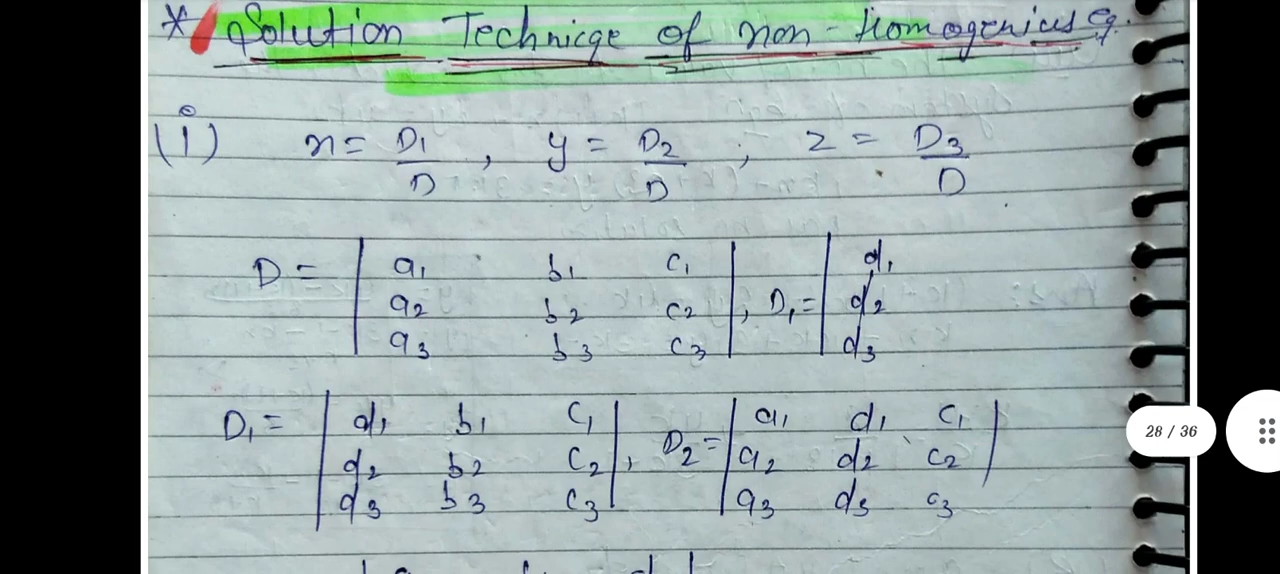 * Solution Technicqe of non-Homogenius eq.
(i) x = D₁/D , y = D₂/D ; z = D₃/D
D = | a₁ b₁ c₁ | , D₁ = | d₁
| a₂ b₂ c₂ | d₂
| a₃ b₃ c₃ | d₃
D₁ = | d₁ b₁ c₁ | , D₂ = | a₁ d₁ c₁ |
| d₂ b₂ c₂ | | a₂ d₂ c₂ |
| d₃ b₃ c₃ | | a₃ d₃ c₃ |
28 / 36